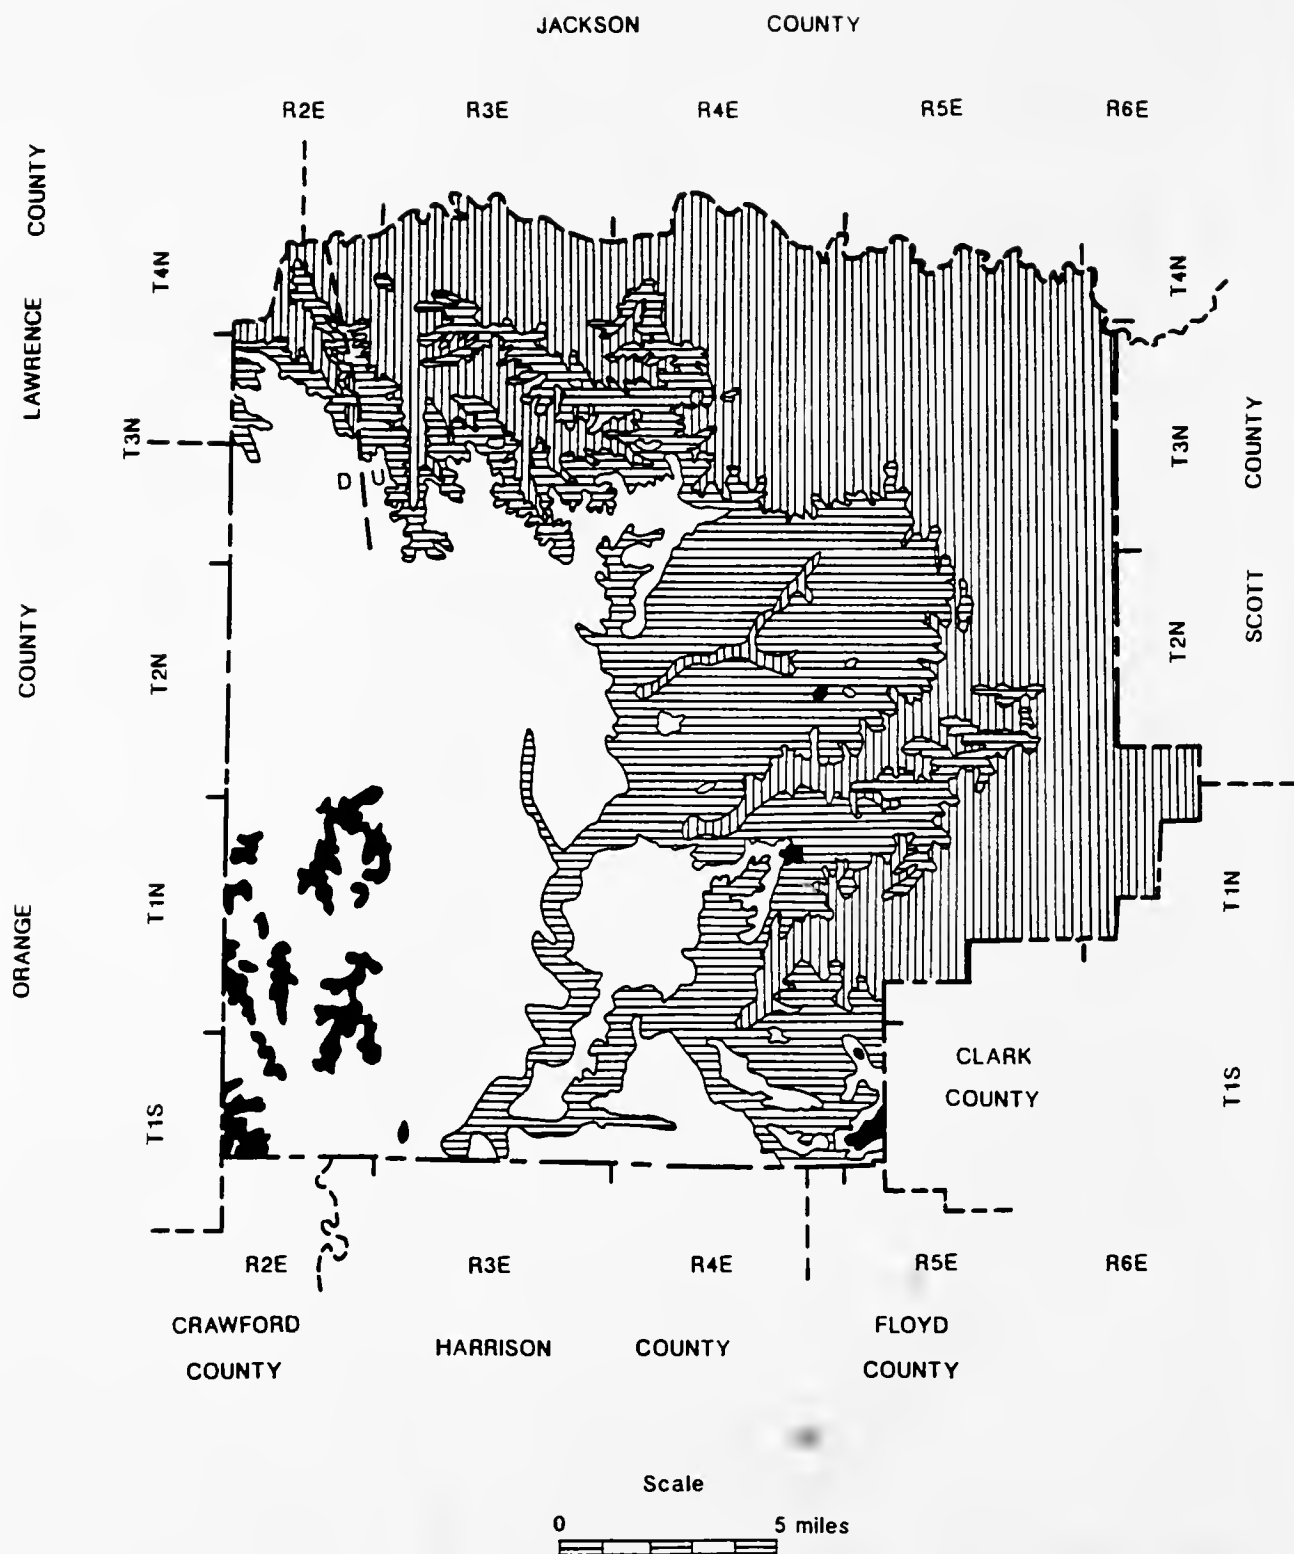 JACKSON COUNTY
R2E R3E R4E R5E R6E
LAWRENCE COUNTY
T4N
T4N
T3N
T3N
D U
SCOTT COUNTY
T2N
T2N
ORANGE COUNTY
T1N
T1N
CLARK
COUNTY
T1S
T1S
R2E R3E R4E R5E R6E
CRAWFORD
COUNTY
HARRISON COUNTY
FLOYD
COUNTY
Scale
0 5 miles